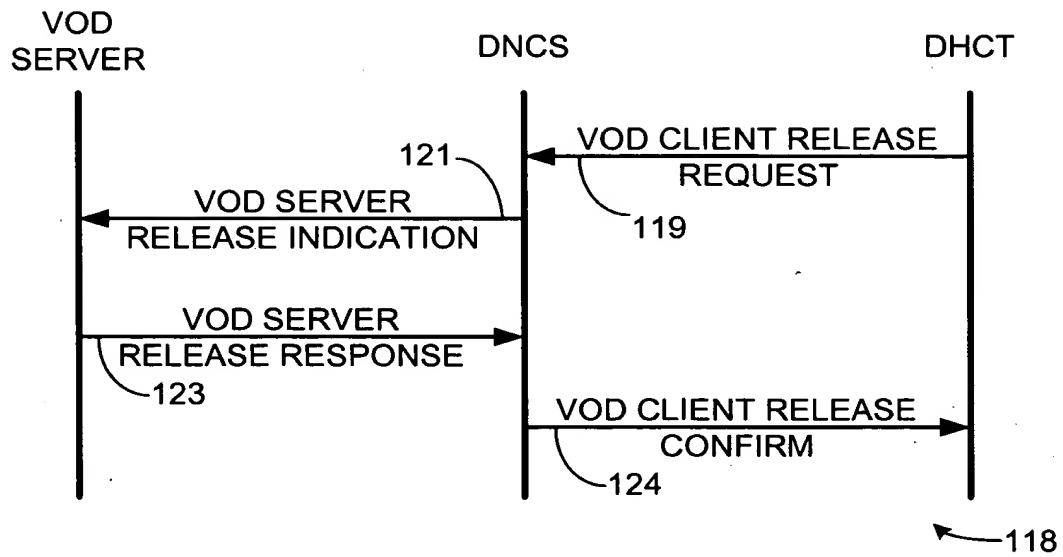 VOD
SERVER
DNCS
DHCT
VOD CLIENT RELEASE
REQUEST
119
121
VOD SERVER
RELEASE INDICATION
VOD SERVER
RELEASE RESPONSE
123
VOD CLIENT RELEASE
CONFIRM
124
118